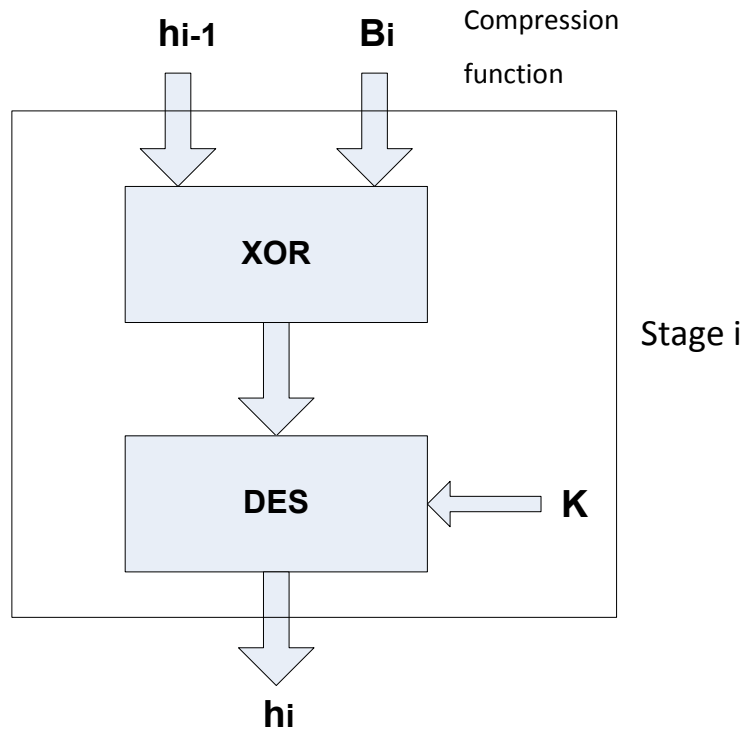 hi-1
Bi
Compression
function
XOR
Stage i
DES
K
hi